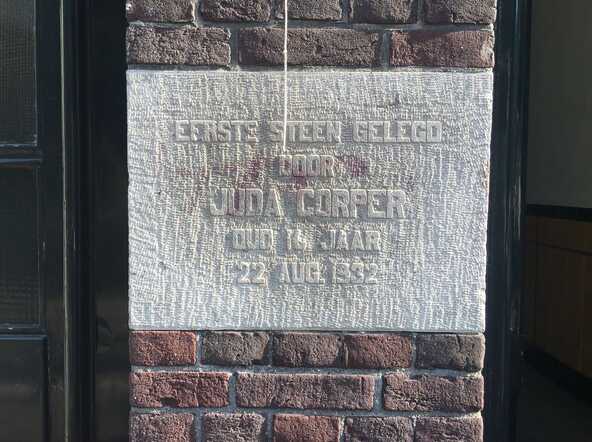 EERSTE STEEN GELEGD
DOOR
JUDA CORPER
OUD 14 JAAR
22 AUG. 1932